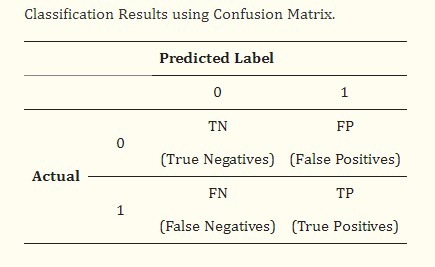 Classification Results using Confusion Matrix.
Predicted Label
0 1
TN FP
0
(True Negatives) (False Positives)
Actual
FN TP
1
(False Negatives) (True Positives)